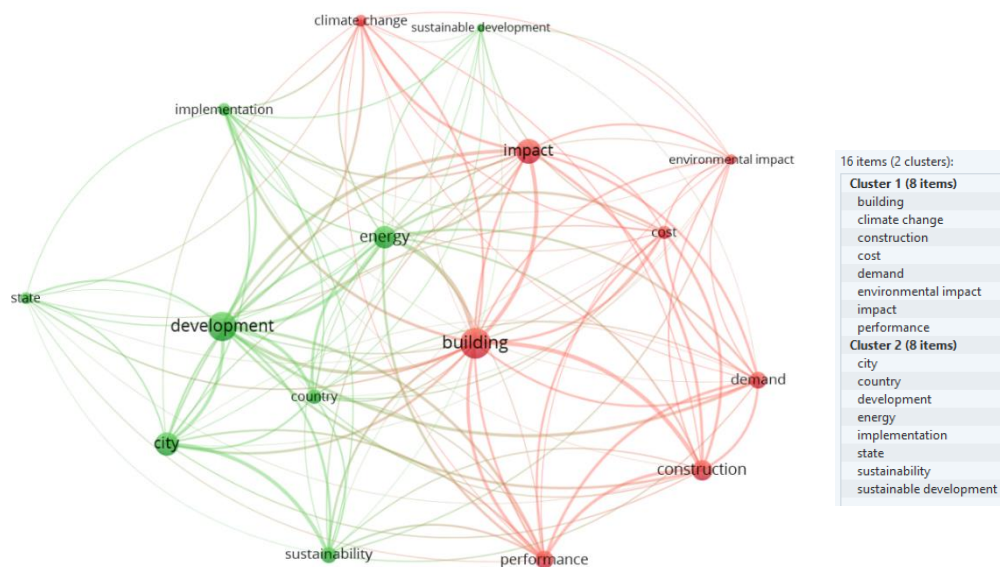 climate change
sustainable development
implementation
impact
environmental impact
cost
energy
state
development
building
country
demand
city
construction
sustainability
performance
16 items (2 clusters):
Cluster 1 (8 items)
building
climate change
construction
cost
demand
environmental impact
impact
performance
Cluster 2 (8 items)
city
country
development
energy
implementation
state
sustainability
sustainable development